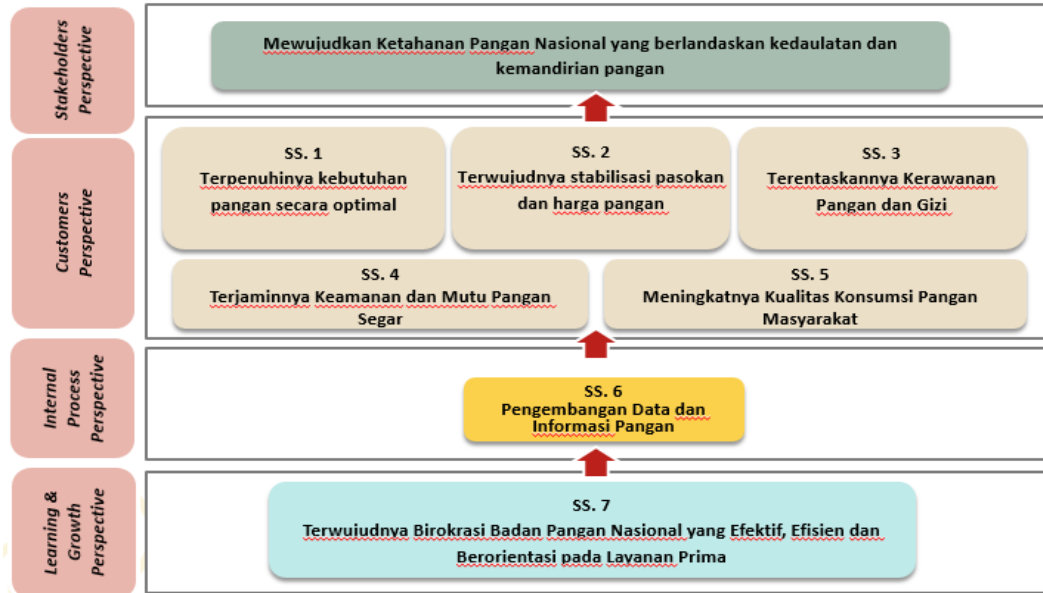 Stakeholders
Perspective
Mewujudkan Ketahanan Pangan Nasional yang berlandaskan kedaulatan dan
kemandirian pangan
Customers
Perspective
SS. 1
Terpenuhinya kebutuhan
pangan secara optimal
SS. 2
Terwujudnya stabilisasi pasokan
dan harga pangan
SS. 3
Terentaskannya Kerawanan
Pangan dan Gizi
SS. 4
Terjaminnya Keamanan dan Mutu Pangan
Segar
SS. 5
Meningkatnya Kualitas Konsumsi Pangan
Masyarakat
Internal
Process
Perspective
SS. 6
Pengembangan Data dan
Informasi Pangan
Learning &
Growth
Perspective
SS. 7
Terwujudnya Birokrasi Badan Pangan Nasional yang Efektif, Efisien dan
Berorientasi pada Layanan Prima